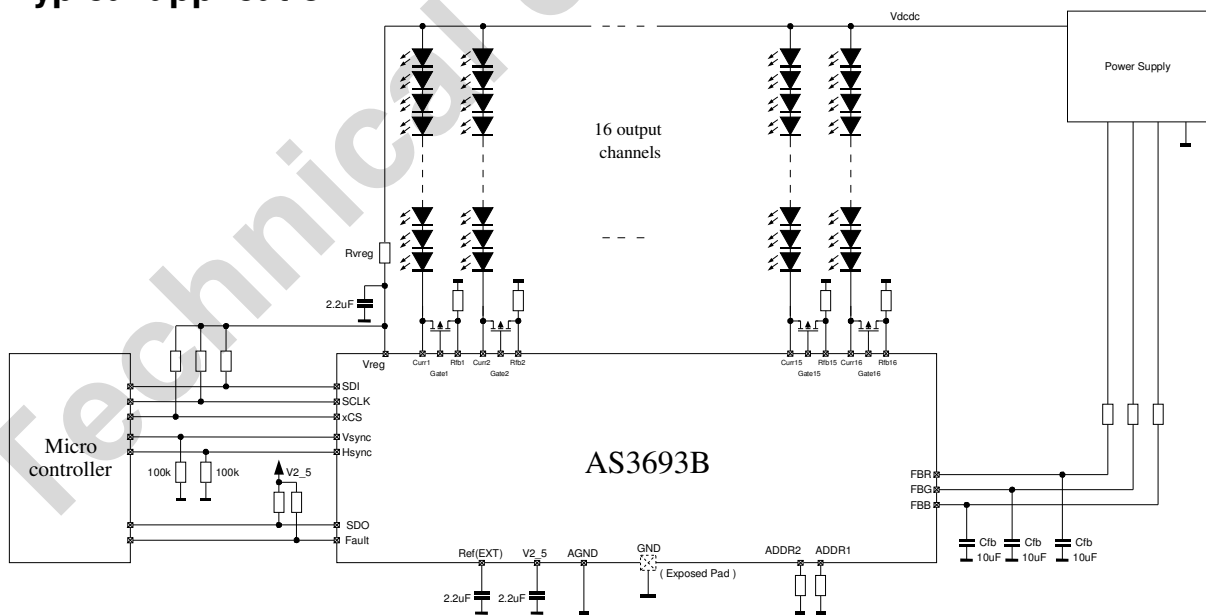 Technical
Vdcdc
Power Supply
16 output
channels
Rvreg
2.2uF
Vreg
Curr1
Rfb1
Curr2
Rfb2
Gate1
Gate2
Curr15
Rfb15
Curr16
Rfb16
Gate15
Gate16
SDI
SCLK
xCS
Vsync
Hsync
Micro
controller
100k
100k
V2_5
SDO
Fault
AS3693B
FBR
FBG
FBB
Cfb
10uF
Cfb
10uF
Cfb
10uF
Ref(EXT)
V2_5
AGND
GND
( Exposed Pad )
ADDR2
ADDR1
2.2uF
2.2uF